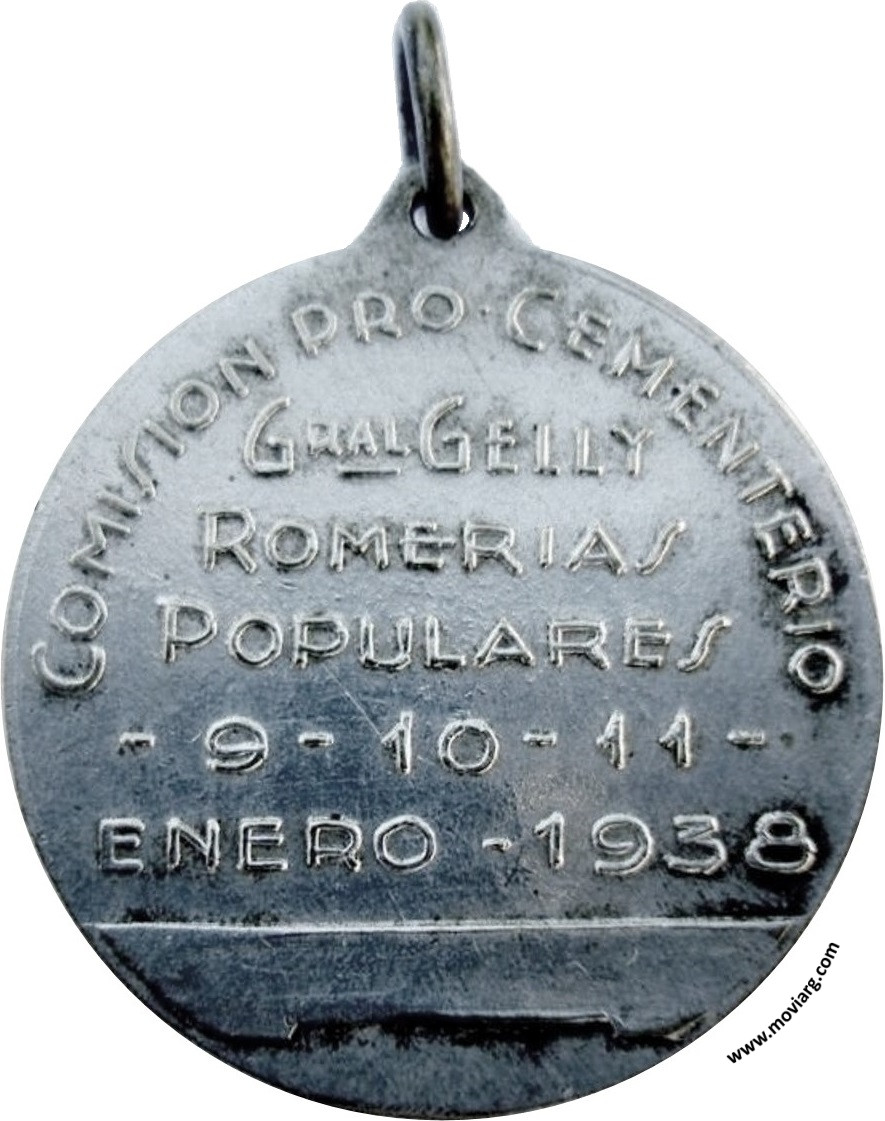 COMISION PRO·CEMENTERIO
GRAL GELLY
ROMERIAS
POPULARES
- 9 - 10 - 11 -
ENERO - 1938
www.moviarg.com